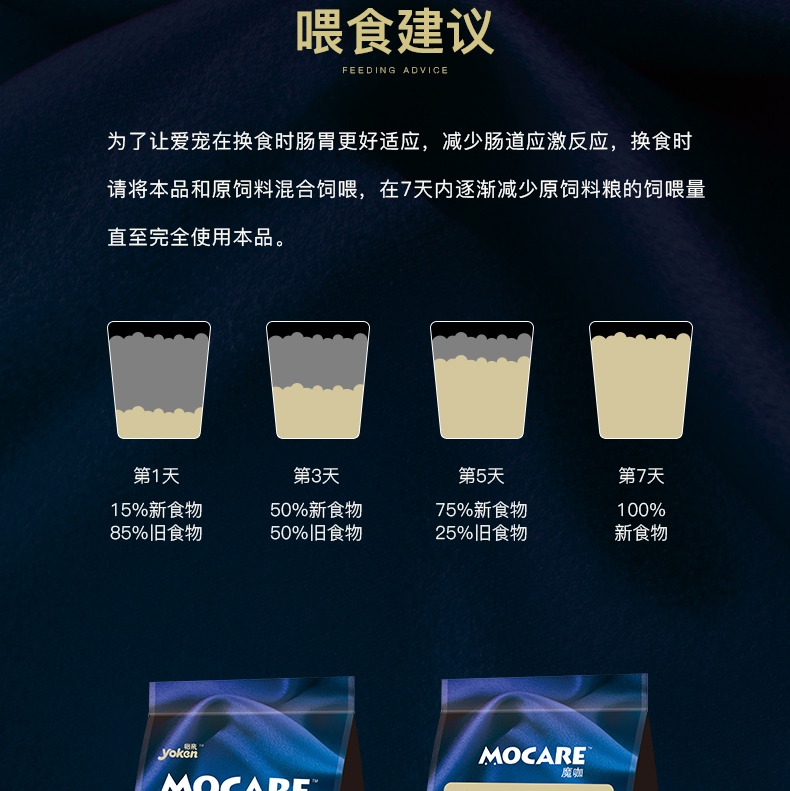 喂食建议
FEEDING ADVICE
为了让爱宠在换食时肠胃更好适应，减少肠道应激反应，换食时
请将本品和原饲料混合饲喂，在7天内逐渐减少原饲料粮的饲喂量
直至完全使用本品。
第1天
15%新食物
85%旧食物
第3天
50%新食物
50%旧食物
第5天
75%新食物
25%旧食物
第7天
100%
新食物
yoken
MOCARE™
MOCARE™
魔咖